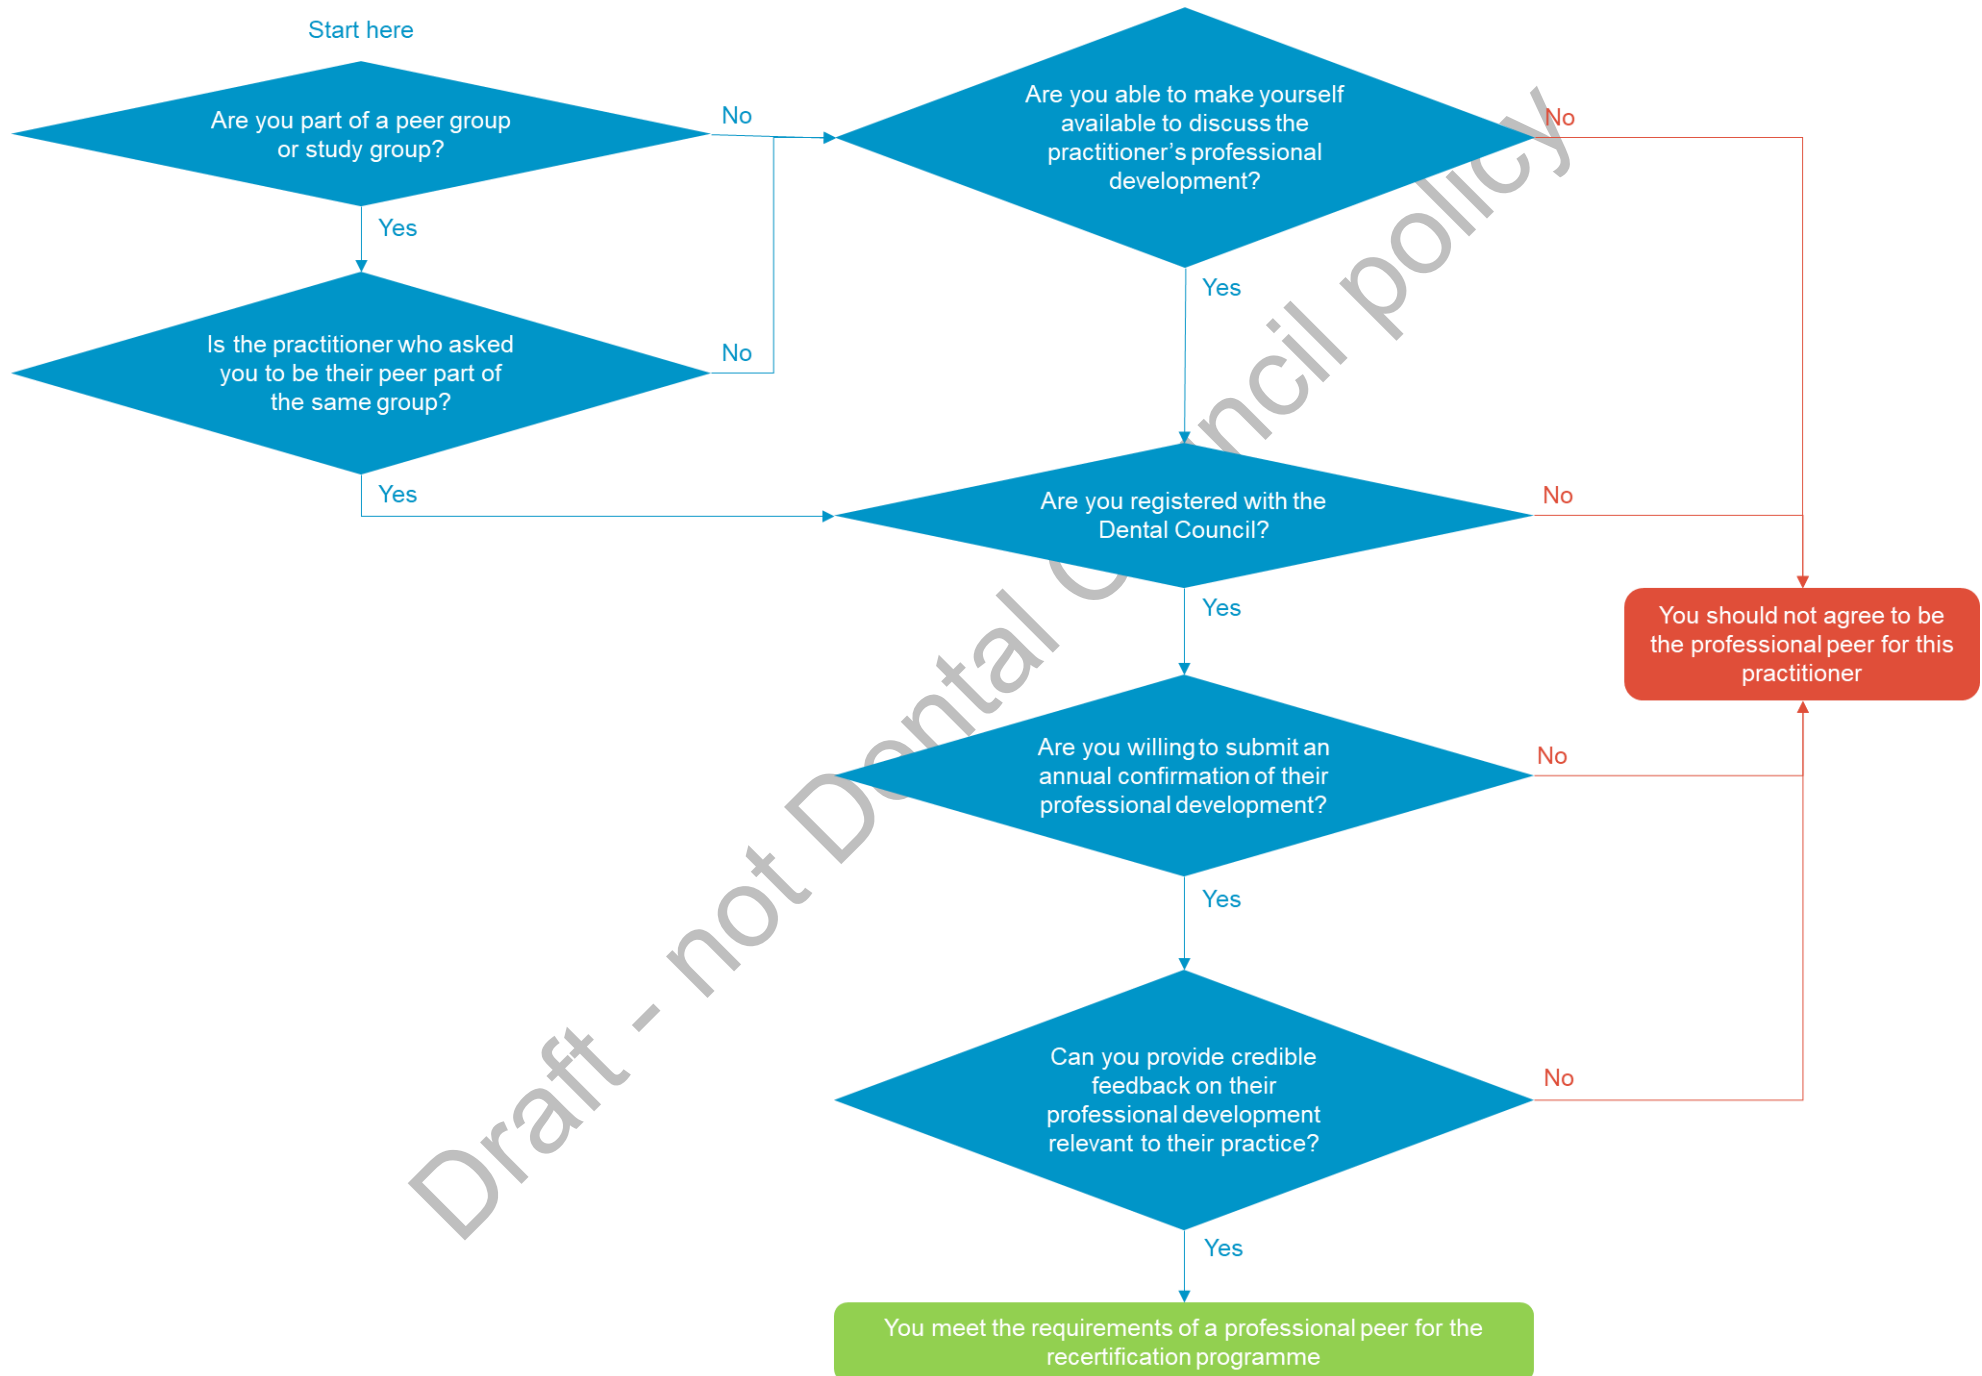 Start here
Are you part of a peer group
or study group?
No
Yes
Is the practitioner who asked
you to be their peer part of
the same group?
No
Yes
Are you able to make yourself
available to discuss the
practitioner's professional
development?
No
Yes
Are you registered with the
Dental Council?
No
Yes
You should not agree to be
the professional peer for this
practitioner
Are you willing to submit an
annual confirmation of their
professional development?
No
Yes
Can you provide credible
feedback on their
professional development
relevant to their practice?
No
Yes
You meet the requirements of a professional peer for the
recertification programme
Draft - not Dental Council policy